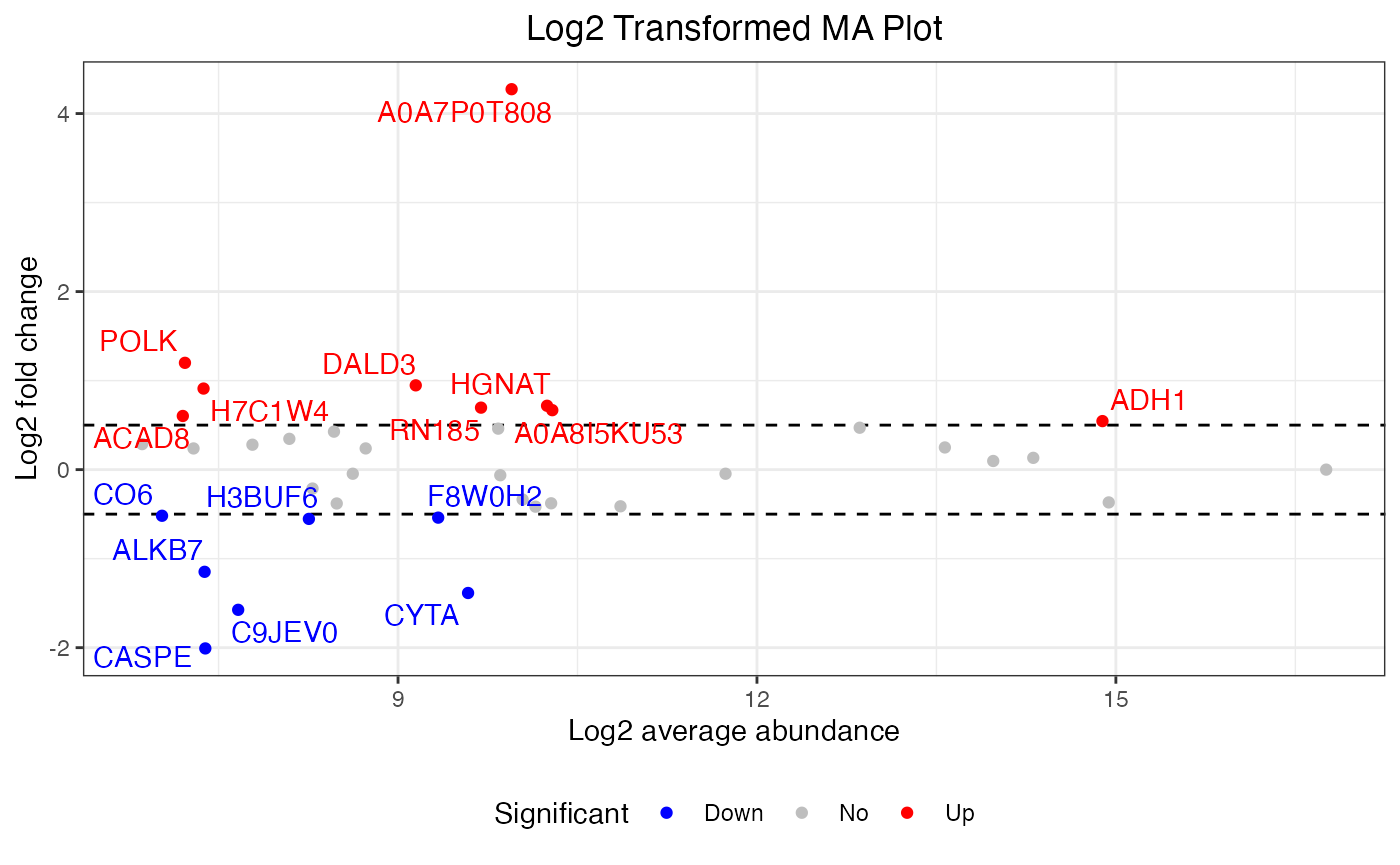 Log2 Transformed MA Plot
Log2 fold change
4
2
0
-2
A0A7P0T808
POLK
DALD3
HGNAT
ADH1
H7C1W4
RN185
A0A8I5KU53
ACAD8
CO6
H3BUF6
F8W0H2
ALKB7
CYTA
C9JEV0
CASPE
9
12
15
Log2 average abundance
Significant Down No Up